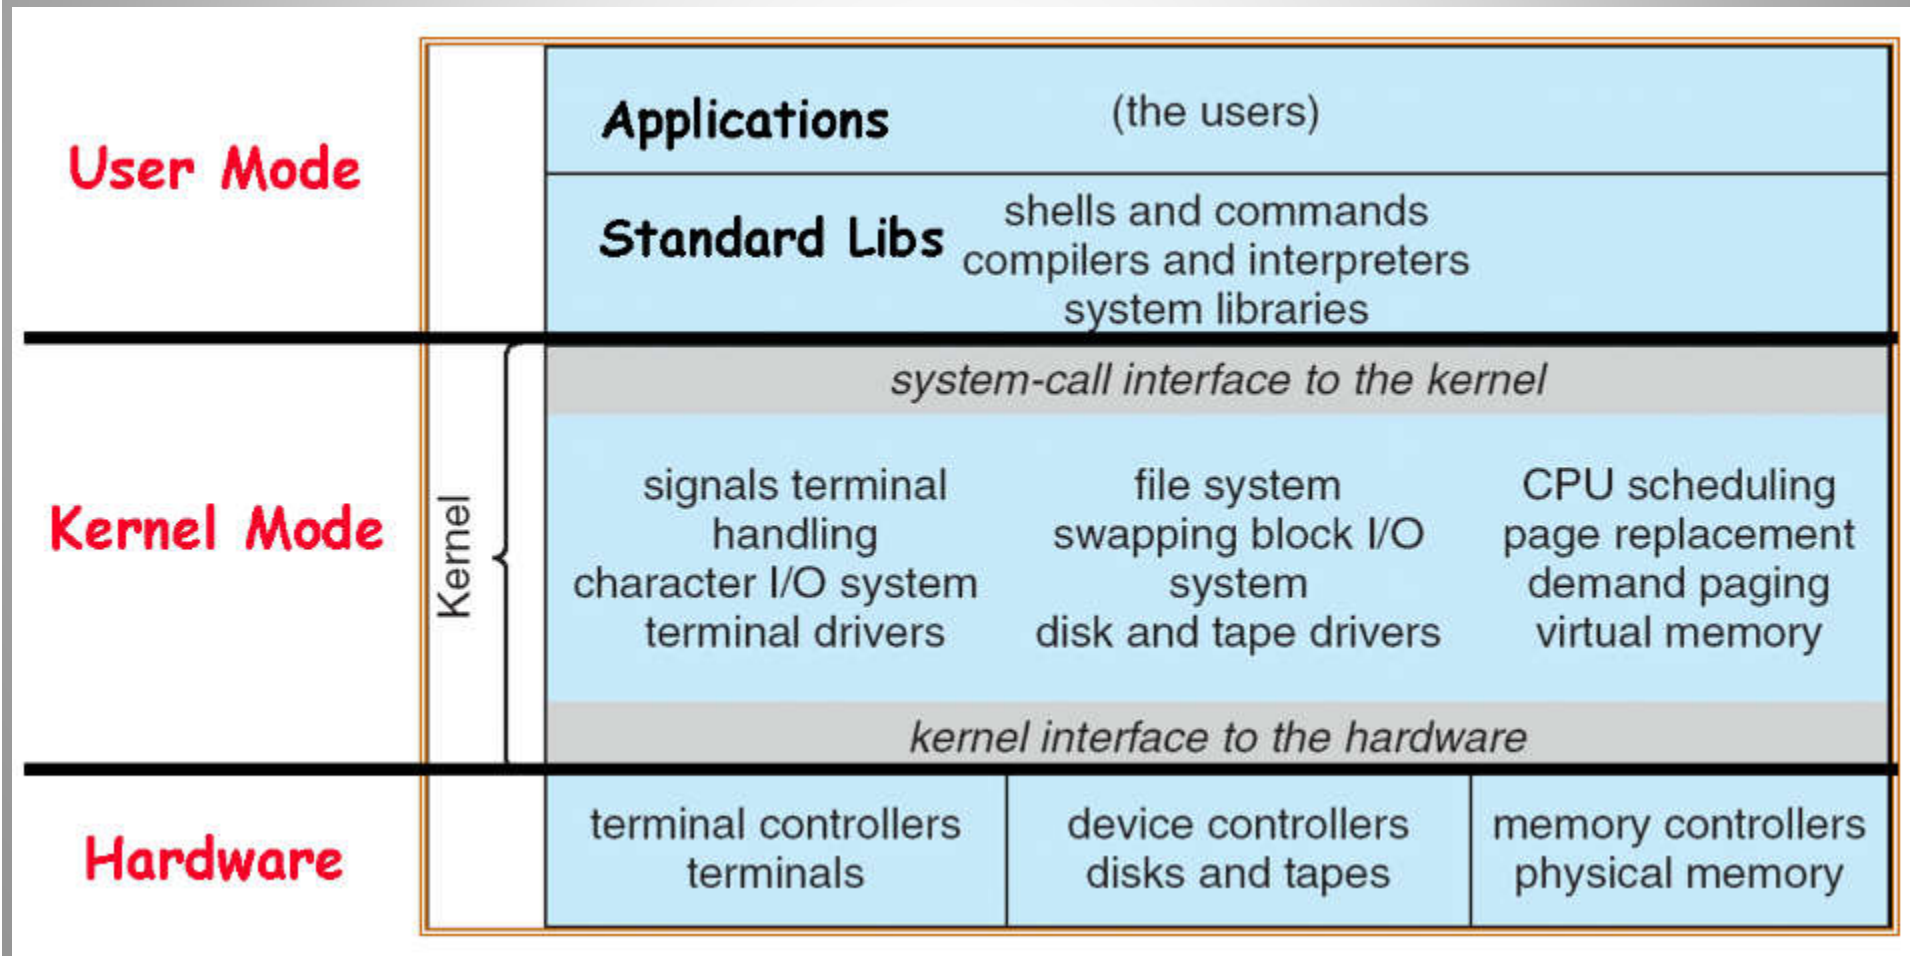 User Mode
Applications
(the users)
Standard Libs
shells and commands
compilers and interpreters
system libraries
Kernel Mode
Kernel
system-call interface to the kernel
signals terminal
handling
character I/O system
terminal drivers
file system
swapping block I/O
system
disk and tape drivers
CPU scheduling
page replacement
demand paging
virtual memory
kernel interface to the hardware
Hardware
terminal controllers
terminals
device controllers
disks and tapes
memory controllers
physical memory